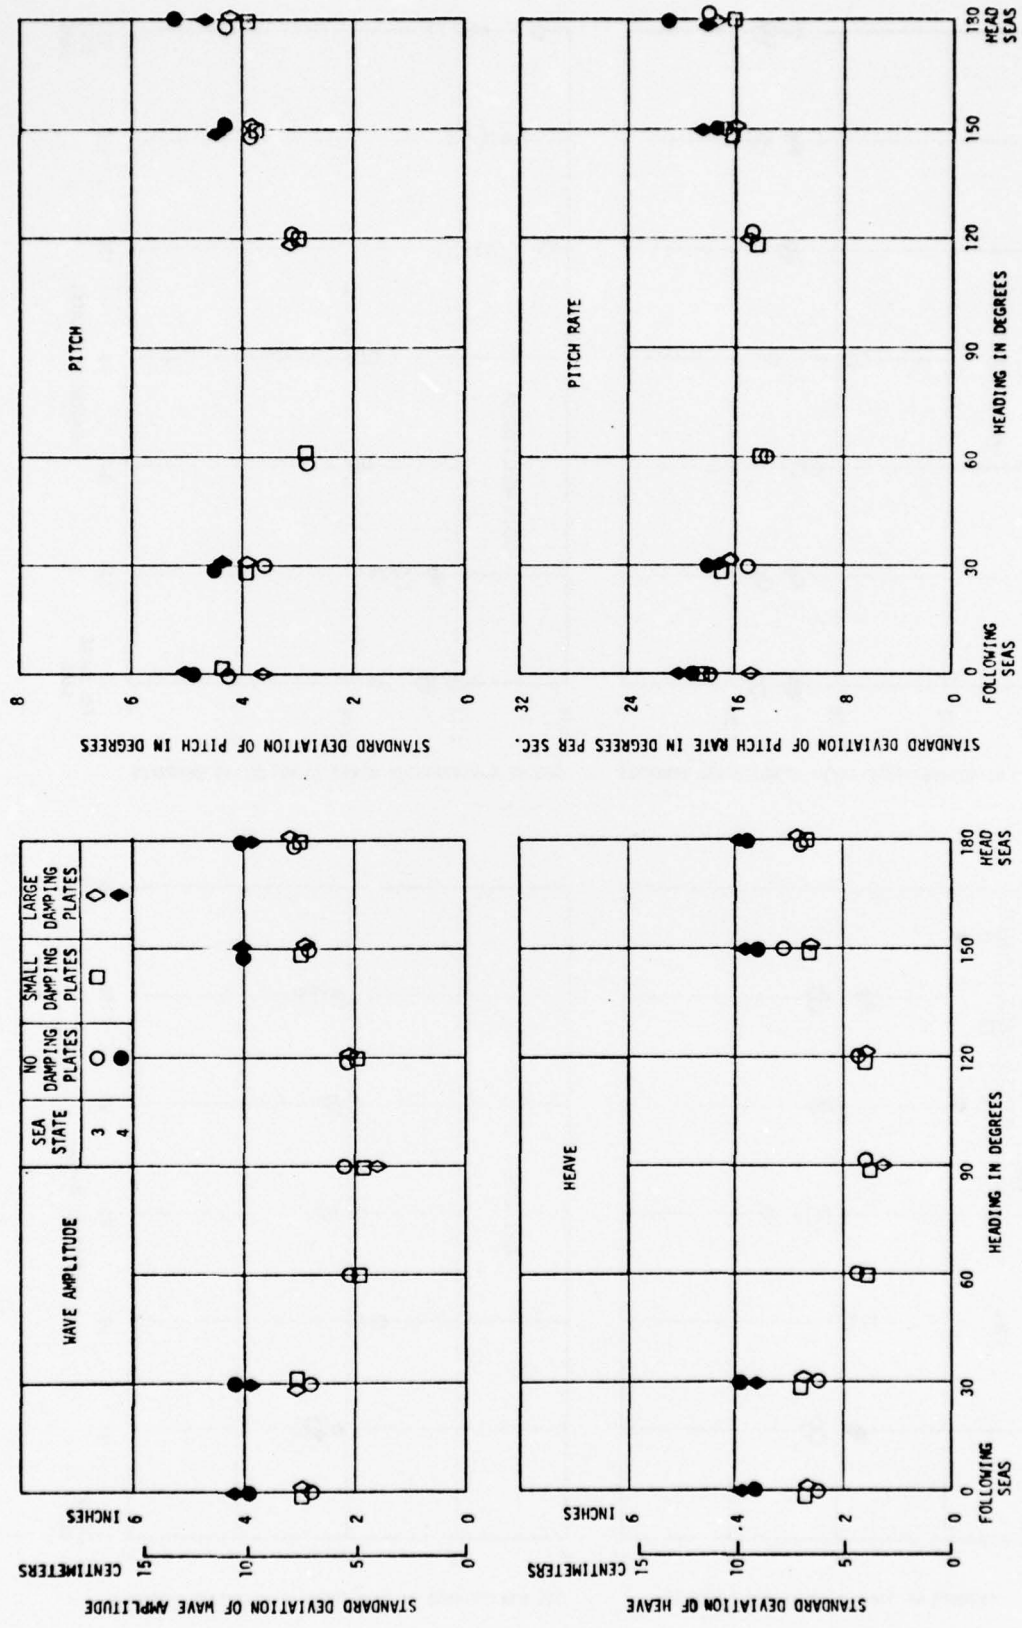 WAVE AMPLITUDE
SEA STATE
NO DAMPING PLATES
SMALL DAMPING PLATES
LARGE DAMPING PLATES
3
4
STANDARD DEVIATION OF WAVE AMPLITUDE
CENTIMETERS
15
10
5
0
INCHES
6
4
2
0
HEAVE
STANDARD DEVIATION OF HEAVE
CENTIMETERS
15
10
5
0
INCHES
6
.4
2
0
0
30
60
90
120
150
180
FOLLOWING SEAS
HEAD SEAS
HEADING IN DEGREES
PITCH
STANDARD DEVIATION OF PITCH IN DEGREES
8
6
4
2
0
PITCH RATE
STANDARD DEVIATION OF PITCH RATE IN DEGREES PER SEC.
32
24
16
8
0
0
30
60
90
120
150
180
FOLLOWING SEAS
HEAD SEAS
HEADING IN DEGREES